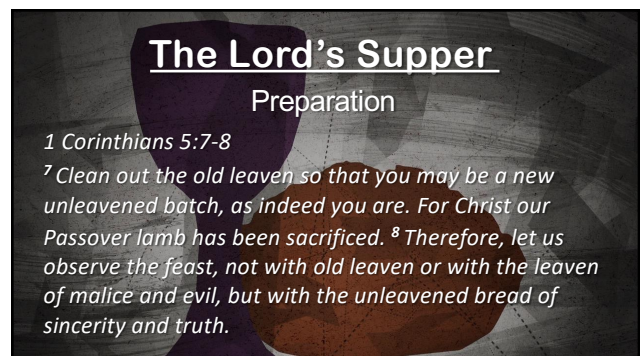 The Lord's Supper
Preparation
1 Corinthians 5:7-8
7 Clean out the old leaven so that you may be a new
unleavened batch, as indeed you are. For Christ our
Passover lamb has been sacrificed. 8 Therefore, let us
observe the feast, not with old leaven or with the leaven
of malice and evil, but with the unleavened bread of
sincerity and truth.